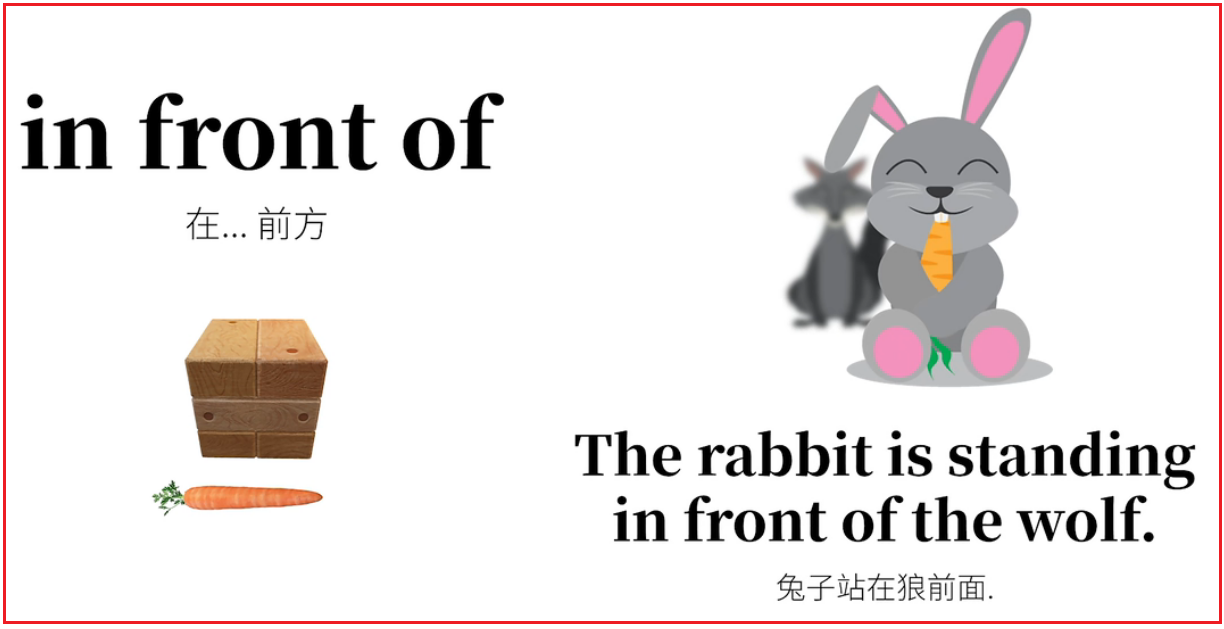 in front of
在... 前方
The rabbit is standing
in front of the wolf.
兔子站在狼前面.